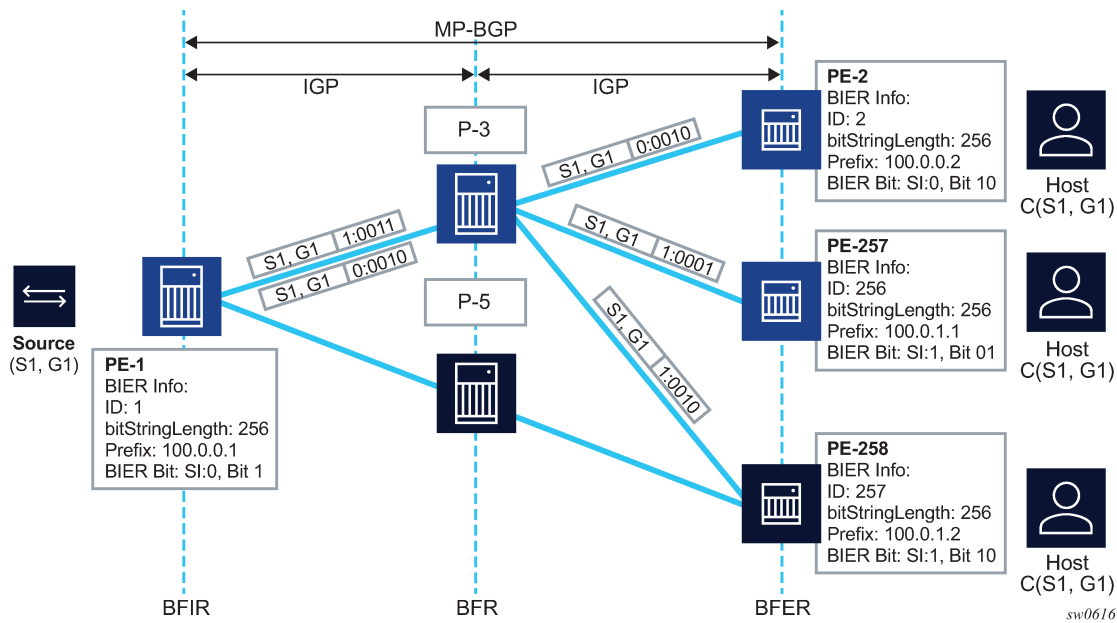 MP-BGP
IGP
IGP
P-3
P-5
S1, G1 1:0011
S1, G1 0:0010
S1, G1 0:0010
S1, G1 1:0001
S1, G1 1:0010
Source
(S1, G1)
PE-1
BIER Info:
ID: 1
bitStringLength: 256
Prefix: 100.0.0.1
BIER Bit: SI:0, Bit 1
PE-2
BIER Info:
ID: 2
bitStringLength: 256
Prefix: 100.0.0.2
BIER Bit: SI:0, Bit 10
Host
C(S1, G1)
PE-257
BIER Info:
ID: 256
bitStringLength: 256
Prefix: 100.0.1.1
BIER Bit: SI:1, Bit 01
Host
C(S1, G1)
PE-258
BIER Info:
ID: 257
bitStringLength: 256
Prefix: 100.0.1.2
BIER Bit: SI:1, Bit 10
Host
C(S1, G1)
BFIR
BFR
BFER
sw0616